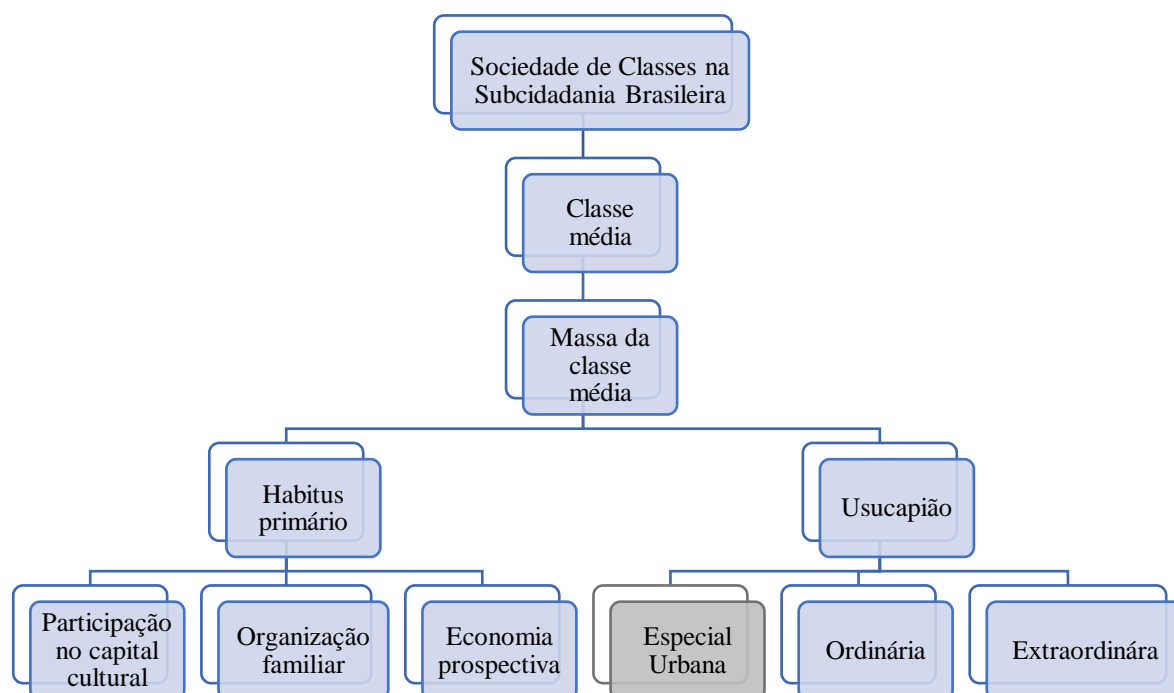 Sociedade de Classes na
Subcidadania Brasileira
Classe
média
Massa da
classe
média
Habitus
primário
Usucapião
Participação
no capital
cultural
Organização
familiar
Economia
prospectiva
Especial
Urbana
Ordinária
Extraordinára